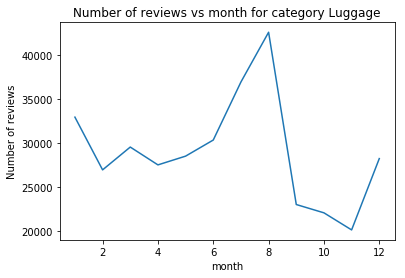 Number of reviews vs month for category Luggage
Number of reviews
40000
35000
30000
25000
20000
2 4 6 8 10 12
month